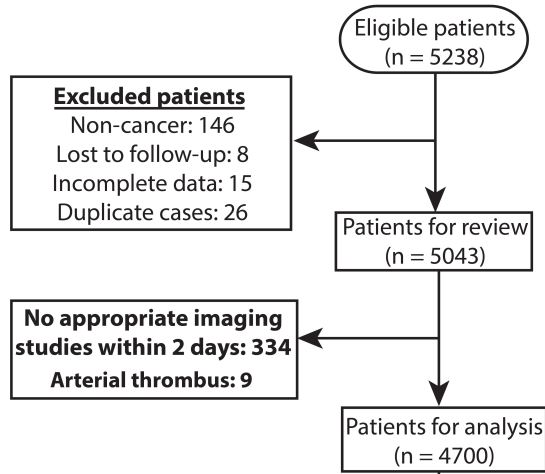 Eligible patients
(n = 5238)
Excluded patients
Non-cancer: 146
Lost to follow-up: 8
Incomplete data: 15
Duplicate cases: 26
Patients for review
(n = 5043)
No appropriate imaging
studies within 2 days: 334
Arterial thrombus: 9
Patients for analysis
(n = 4700)